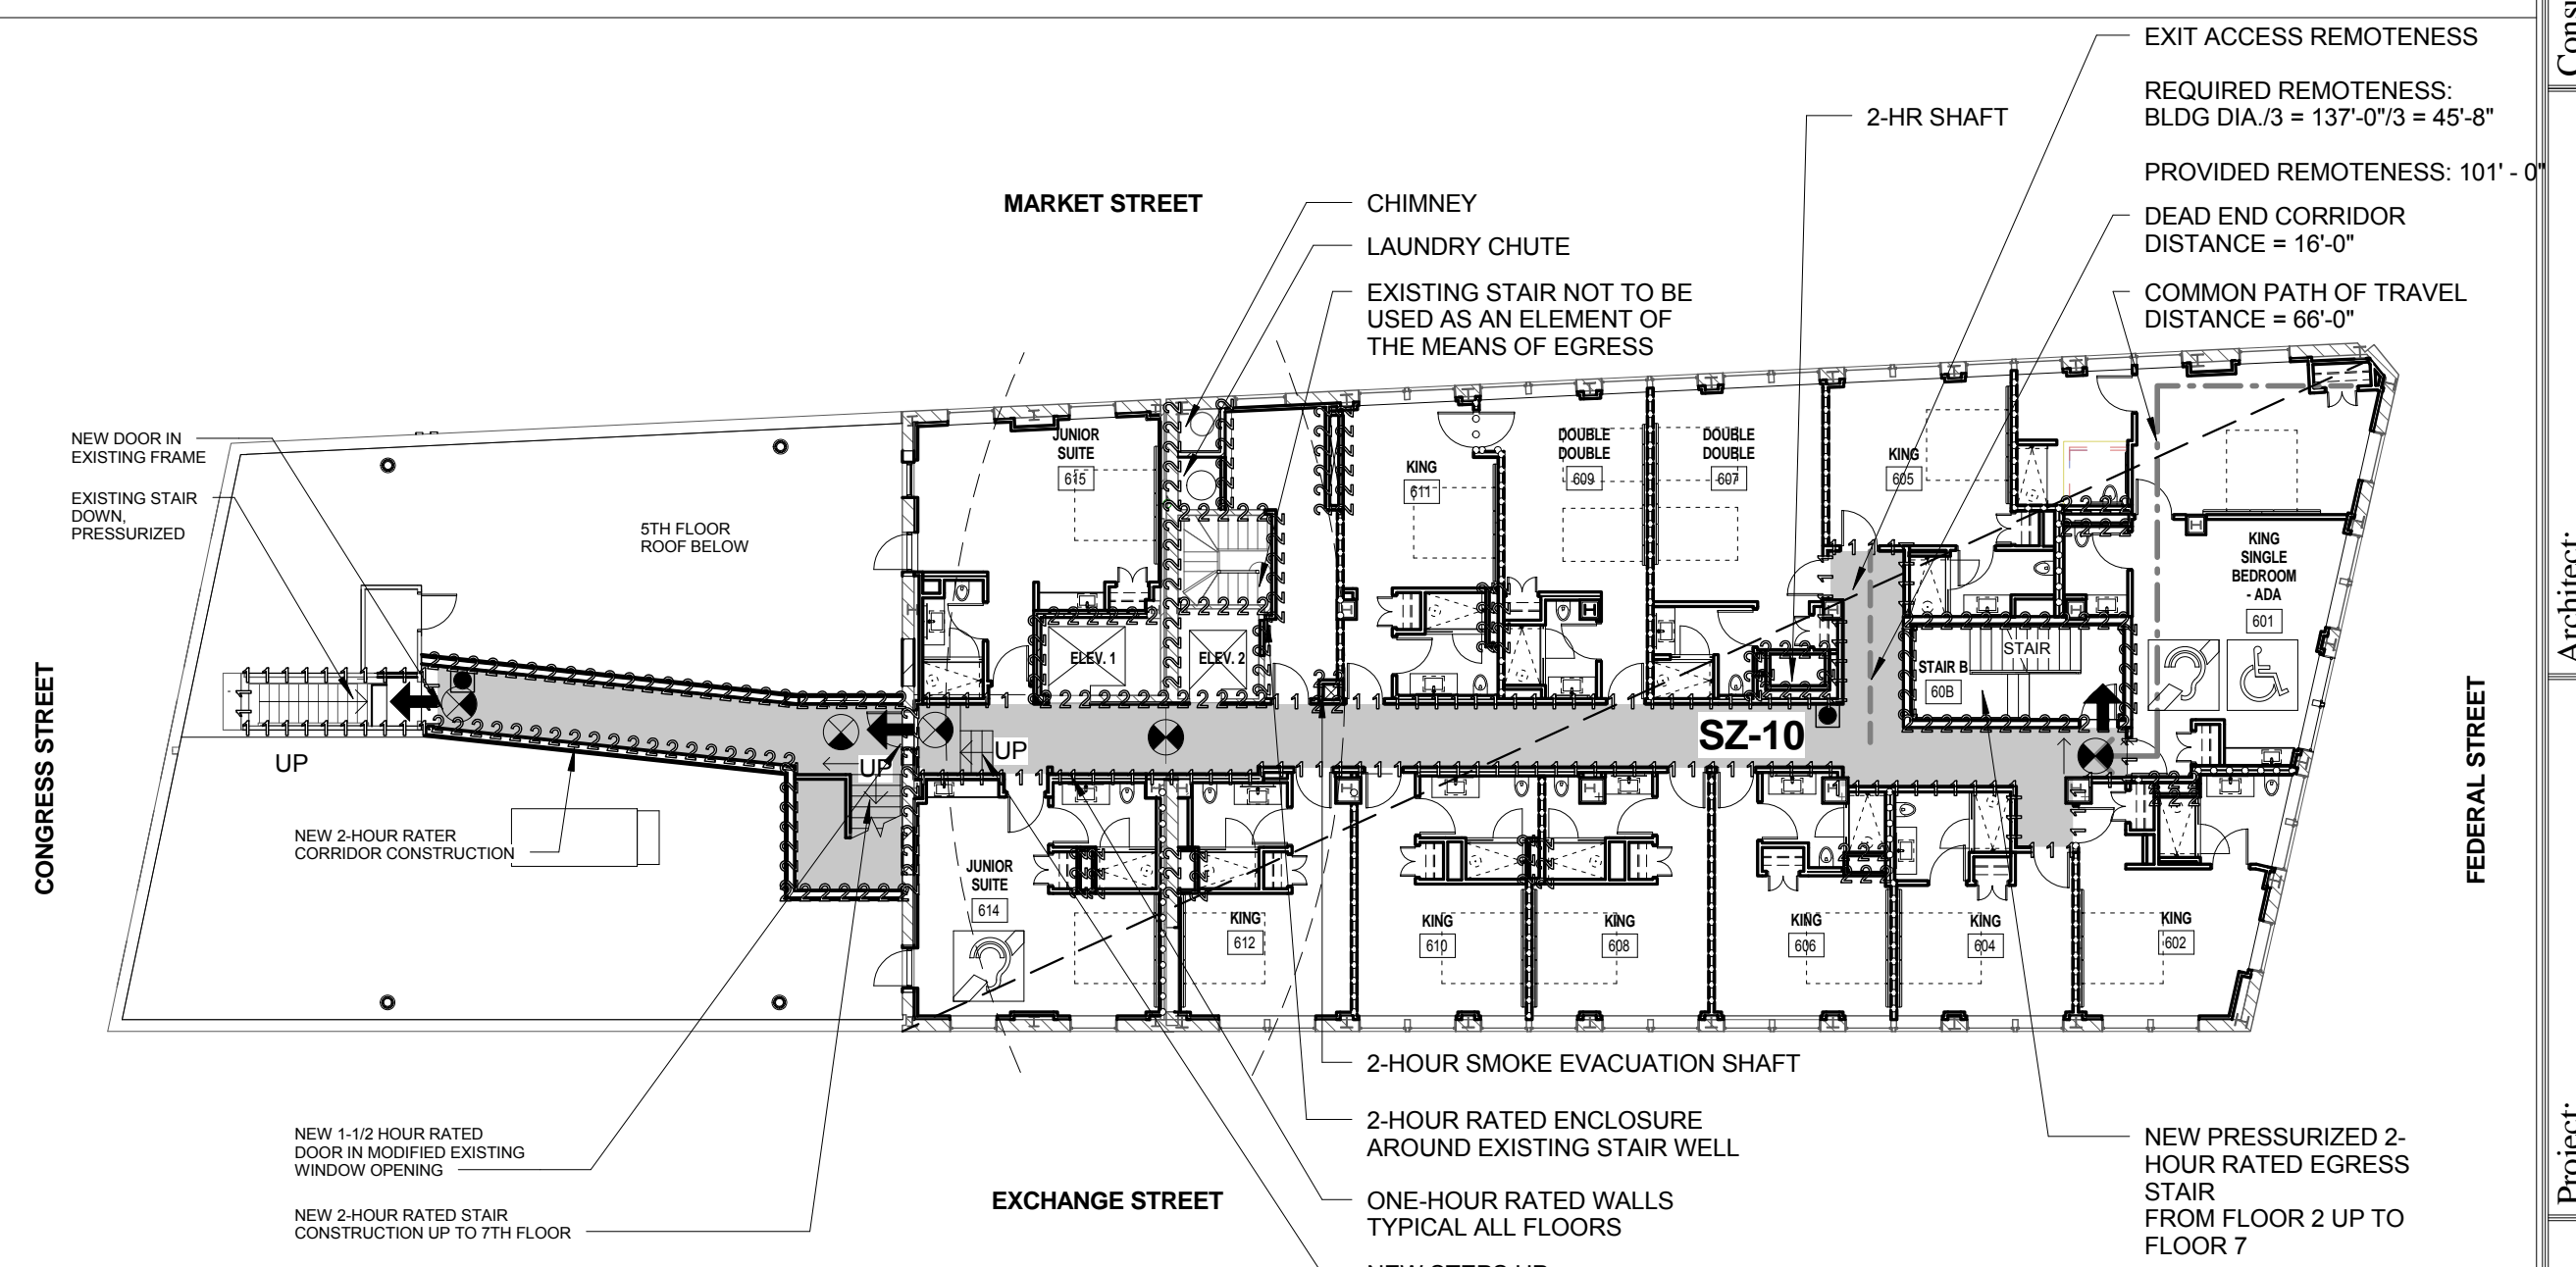 EXIT ACCESS REMOTENESS
REQUIRED REMOTENESS:
BLDG DIA./3 = 137'-0"/3 = 45'-8"
PROVIDED REMOTENESS: 101' - 0"
2-HR SHAFT
DEAD END CORRIDOR
DISTANCE = 16'-0"
COMMON PATH OF TRAVEL
DISTANCE = 66'-0"
MARKET STREET
CHIMNEY
LAUNDRY CHUTE
EXISTING STAIR NOT TO BE
USED AS AN ELEMENT OF
THE MEANS OF EGRESS
NEW DOOR IN
EXISTING FRAME
EXISTING STAIR
DOWN,
PRESSURIZED
5TH FLOOR
ROOF BELOW
JUNIOR
SUITE
615
KING
611
DOUBLE
DOUBLE
609
DOUBLE
DOUBLE
607
KING
605
KING
SINGLE
BEDROOM
- ADA
601
ELEV. 1
ELEV. 2
STAIR B
60B
STAIR
SZ-10
UP
UP
UP
CONGRESS STREET
FEDERAL STREET
NEW 2-HOUR RATER
CORRIDOR CONSTRUCTION
JUNIOR
SUITE
614
KING
612
KING
610
KING
608
KING
606
KING
604
KING
602
2-HOUR SMOKE EVACUATION SHAFT
2-HOUR RATED ENCLOSURE
AROUND EXISTING STAIR WELL
ONE-HOUR RATED WALLS
TYPICAL ALL FLOORS
NEW STEPS UP
NEW 1-1/2 HOUR RATED
DOOR IN MODIFIED EXISTING
WINDOW OPENING
NEW 2-HOUR RATED STAIR
CONSTRUCTION UP TO 7TH FLOOR
EXCHANGE STREET
NEW PRESSURIZED 2-
HOUR RATED EGRESS
STAIR
FROM FLOOR 2 UP TO
FLOOR 7
Architect:
Project: